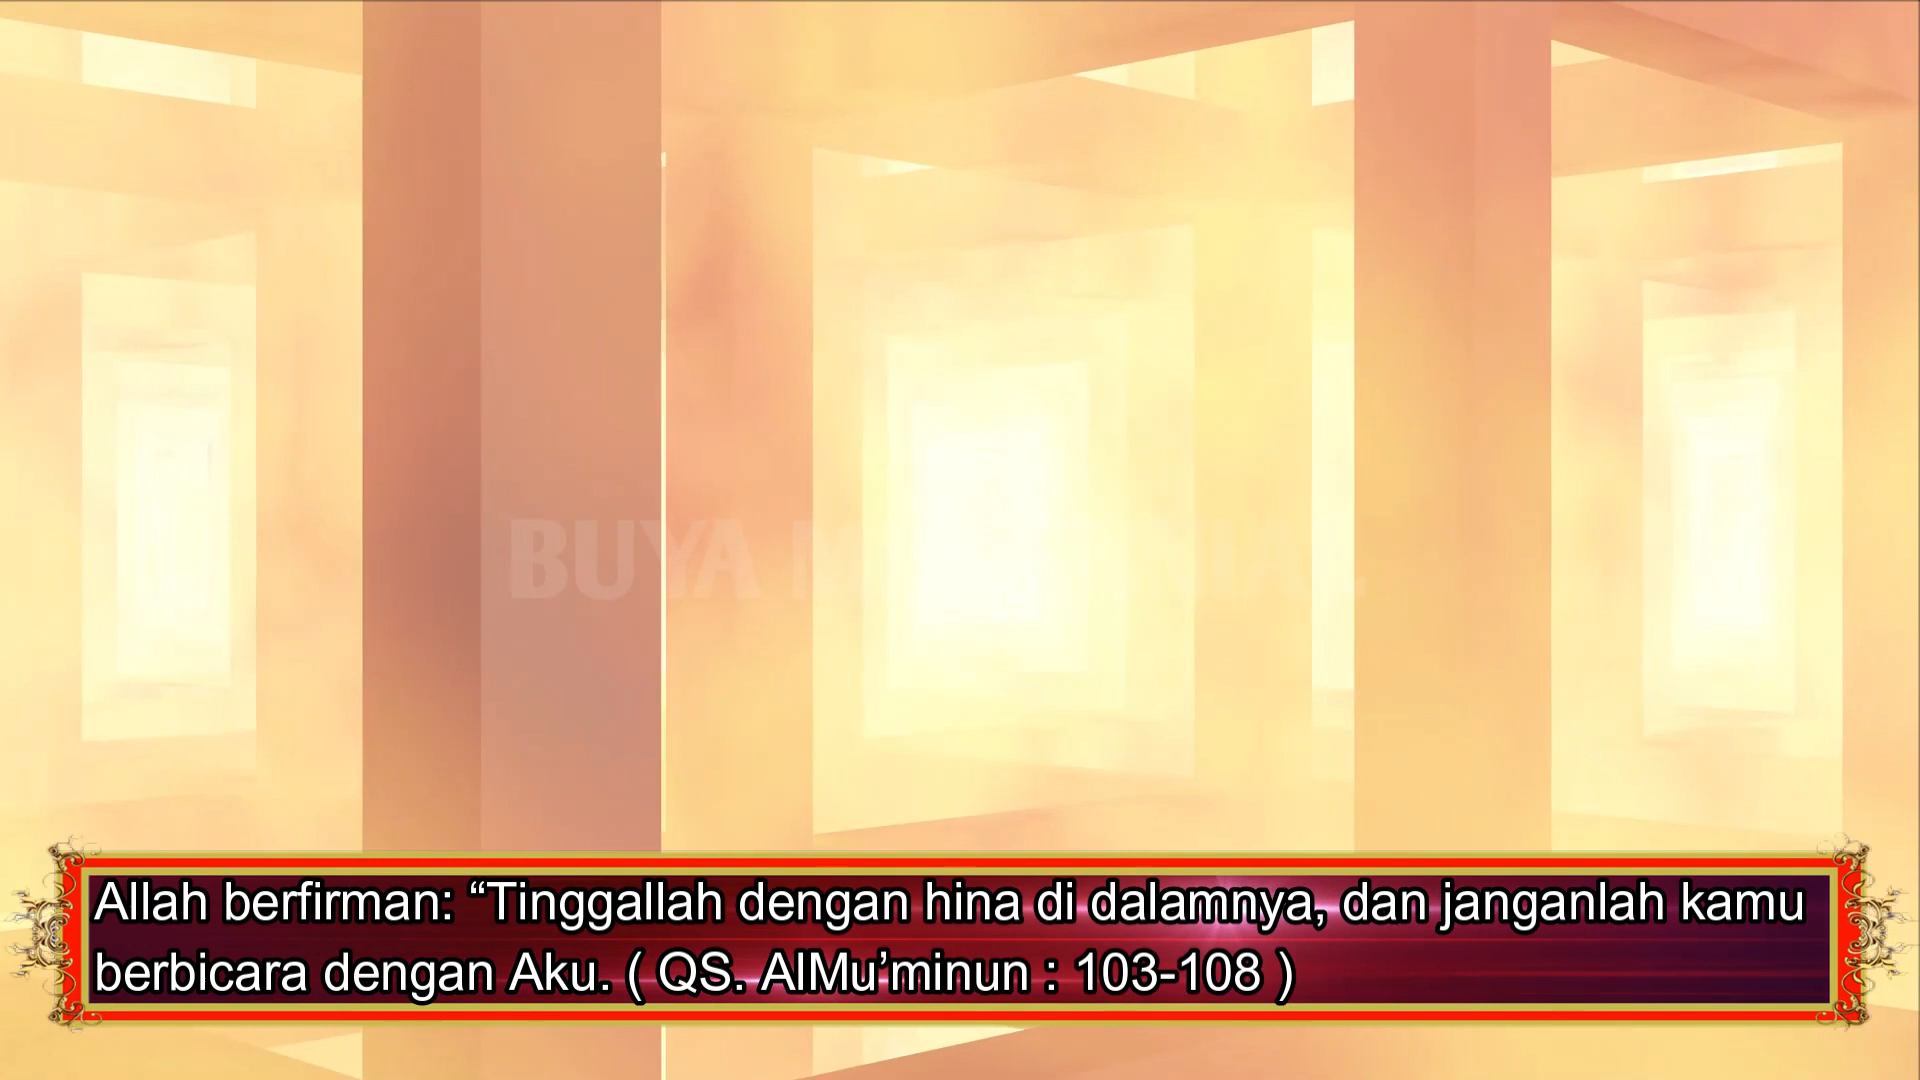 BUYA MILLENIAL
Allah berfirman: “Tinggallah dengan hina di dalamnya, dan janganlah kamu
berbicara dengan Aku. ( QS. AlMu’minun : 103-108 )